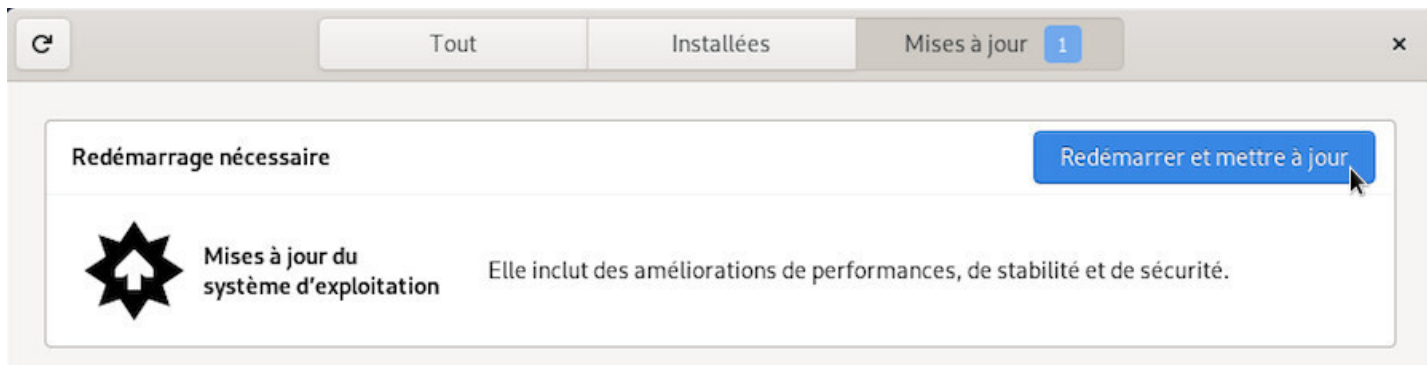 Tout Installées Mises à jour 1
Redémarrage nécessaire Redémarrer et mettre à jour
Mises à jour du
système d'exploitation
Elle inclut des améliorations de performances, de stabilité et de sécurité.